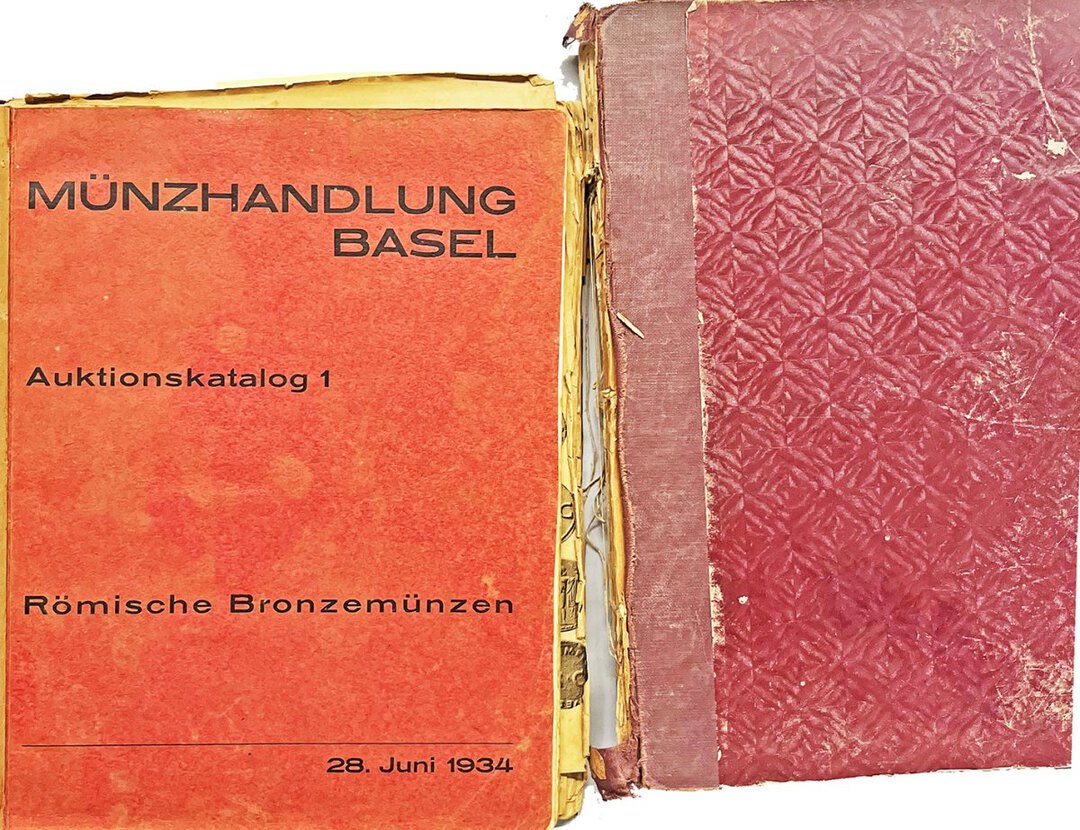 MÜNZHANDLUNG
BASEL
Auktionskatalog 1
Römische Bronzemünzen
28. Juni 1934